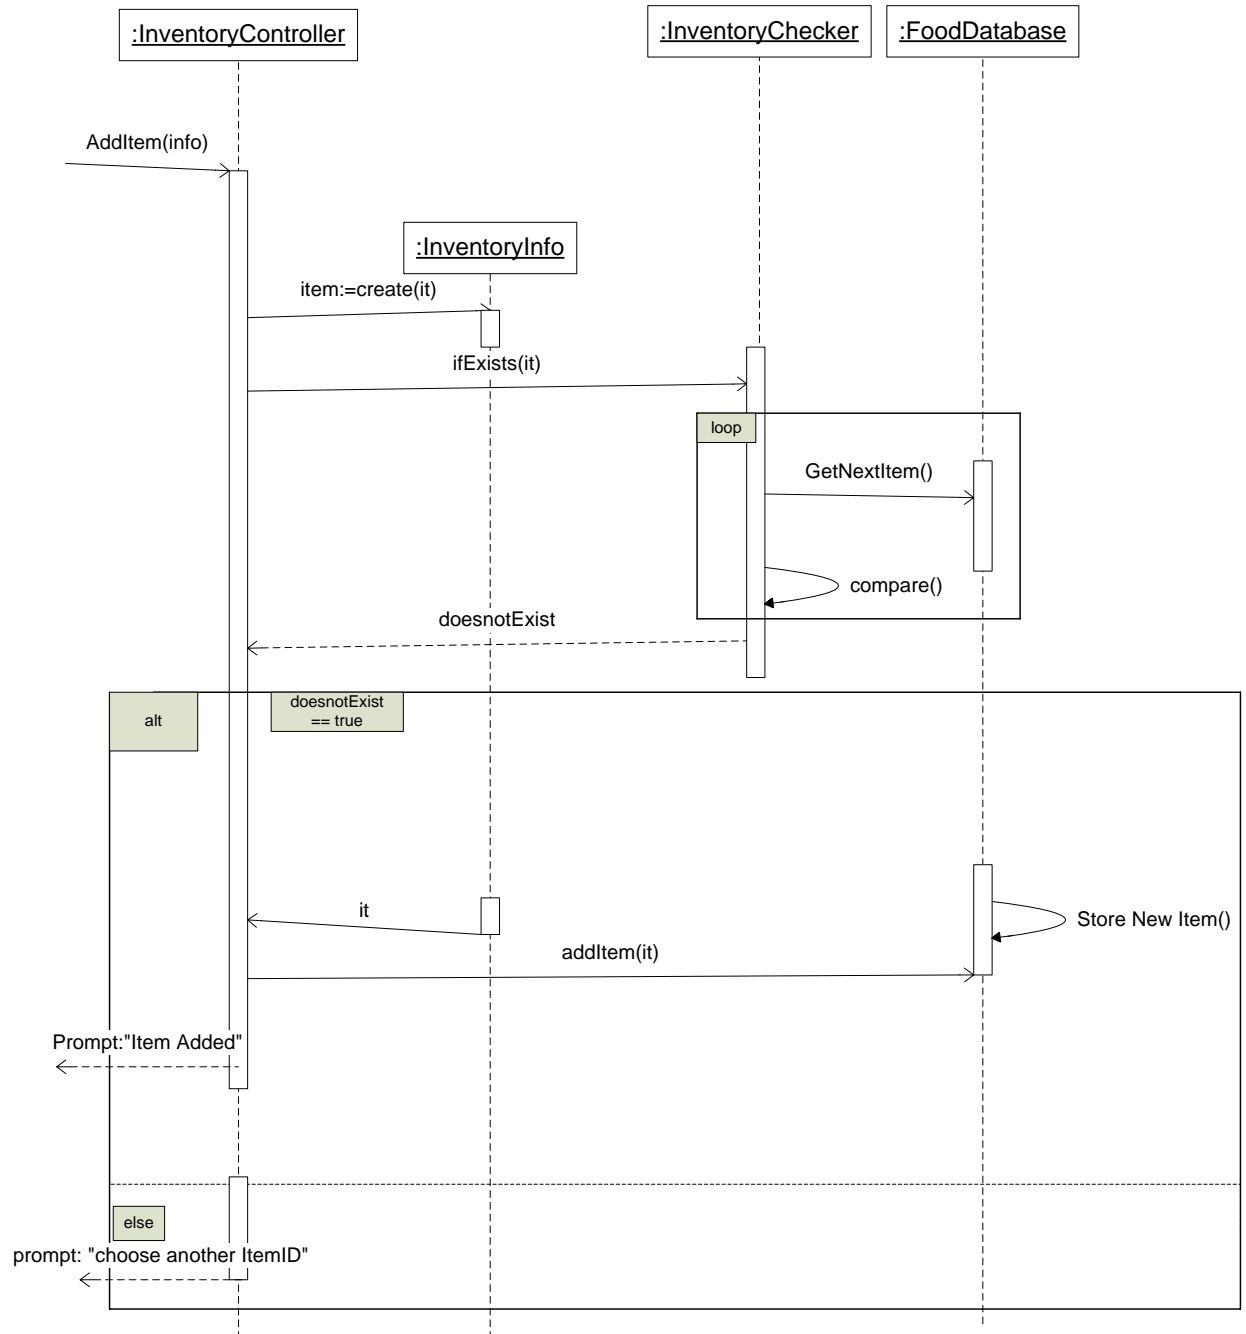 :InventoryController
:InventoryChecker
:FoodDatabase
AddItem(info)
:InventoryInfo
item:=create(it)
ifExists(it)
loop
GetNextItem()
compare()
doesnotExist
alt
doesnotExist
== true
it
Store New Item()
addItem(it)
Prompt:"Item Added"
else
prompt: "choose another ItemID"